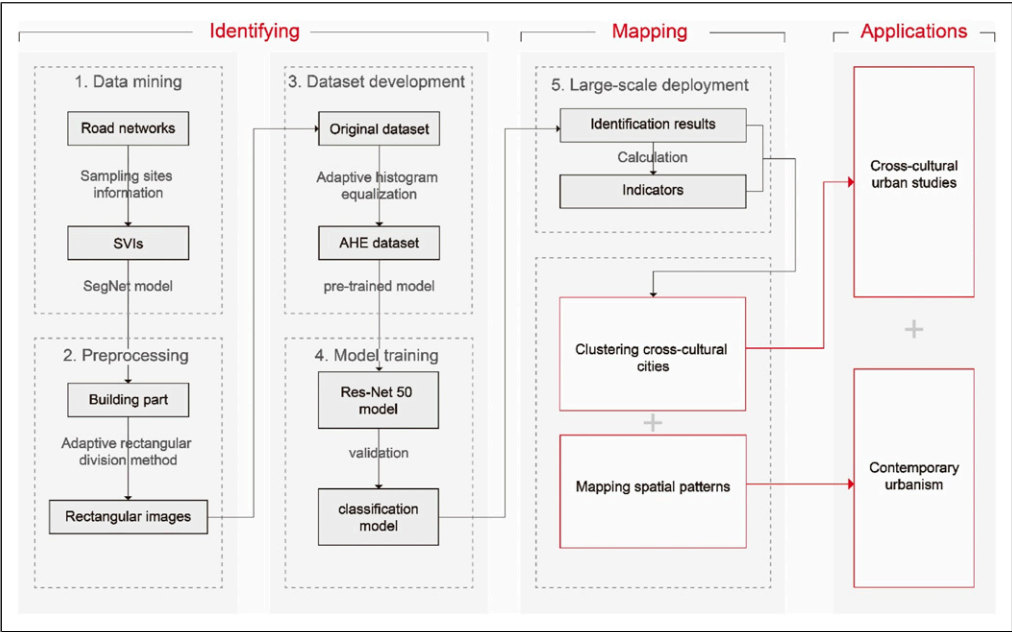 Identifying
1. Data mining
Road networks
Sampling sites
information
SVIs
SegNet model
2. Preprocessing
Building part
Adaptive rectangular
division method
Rectangular images
3. Dataset development
Original dataset
Adaptive histogram
equalization
AHE dataset
pre-trained model
4. Model training
Res-Net 50
model
validation
classification
model
Mapping
5. Large-scale deployment
Identification results
Calculation
Indicators
Clustering cross-cultural
cities
+
Mapping spatial patterns
Applications
Cross-cultural
urban studies
+
Contemporary
urbanism